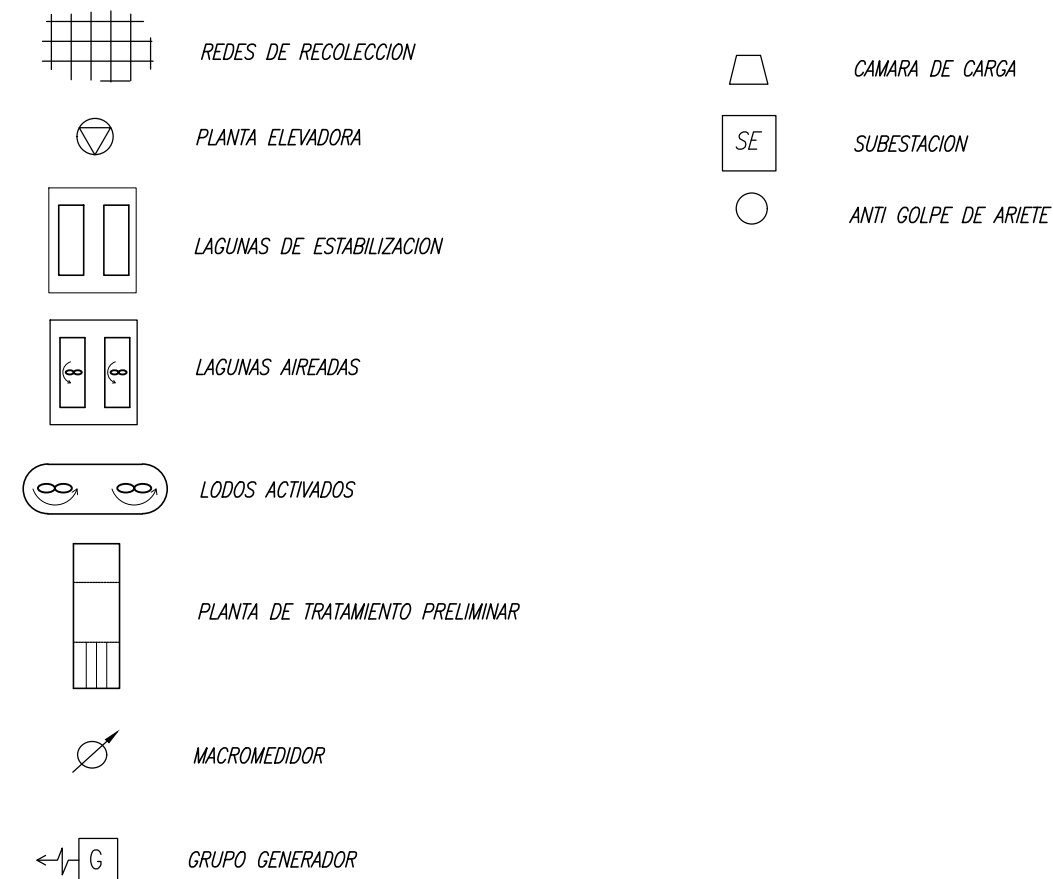 REDES DE RECOLECCION
PLANTA ELEVADORA
LAGUNAS DE ESTABILIZACION
LAGUNAS AIREADAS
LODOS ACTIVADOS
PLANTA DE TRATAMIENTO PRELIMINAR
MACROMEDIDOR
G
GRUPO GENERADOR
CAMARA DE CARGA
SE
SUBESTACION
ANTI GOLPE DE ARIETE